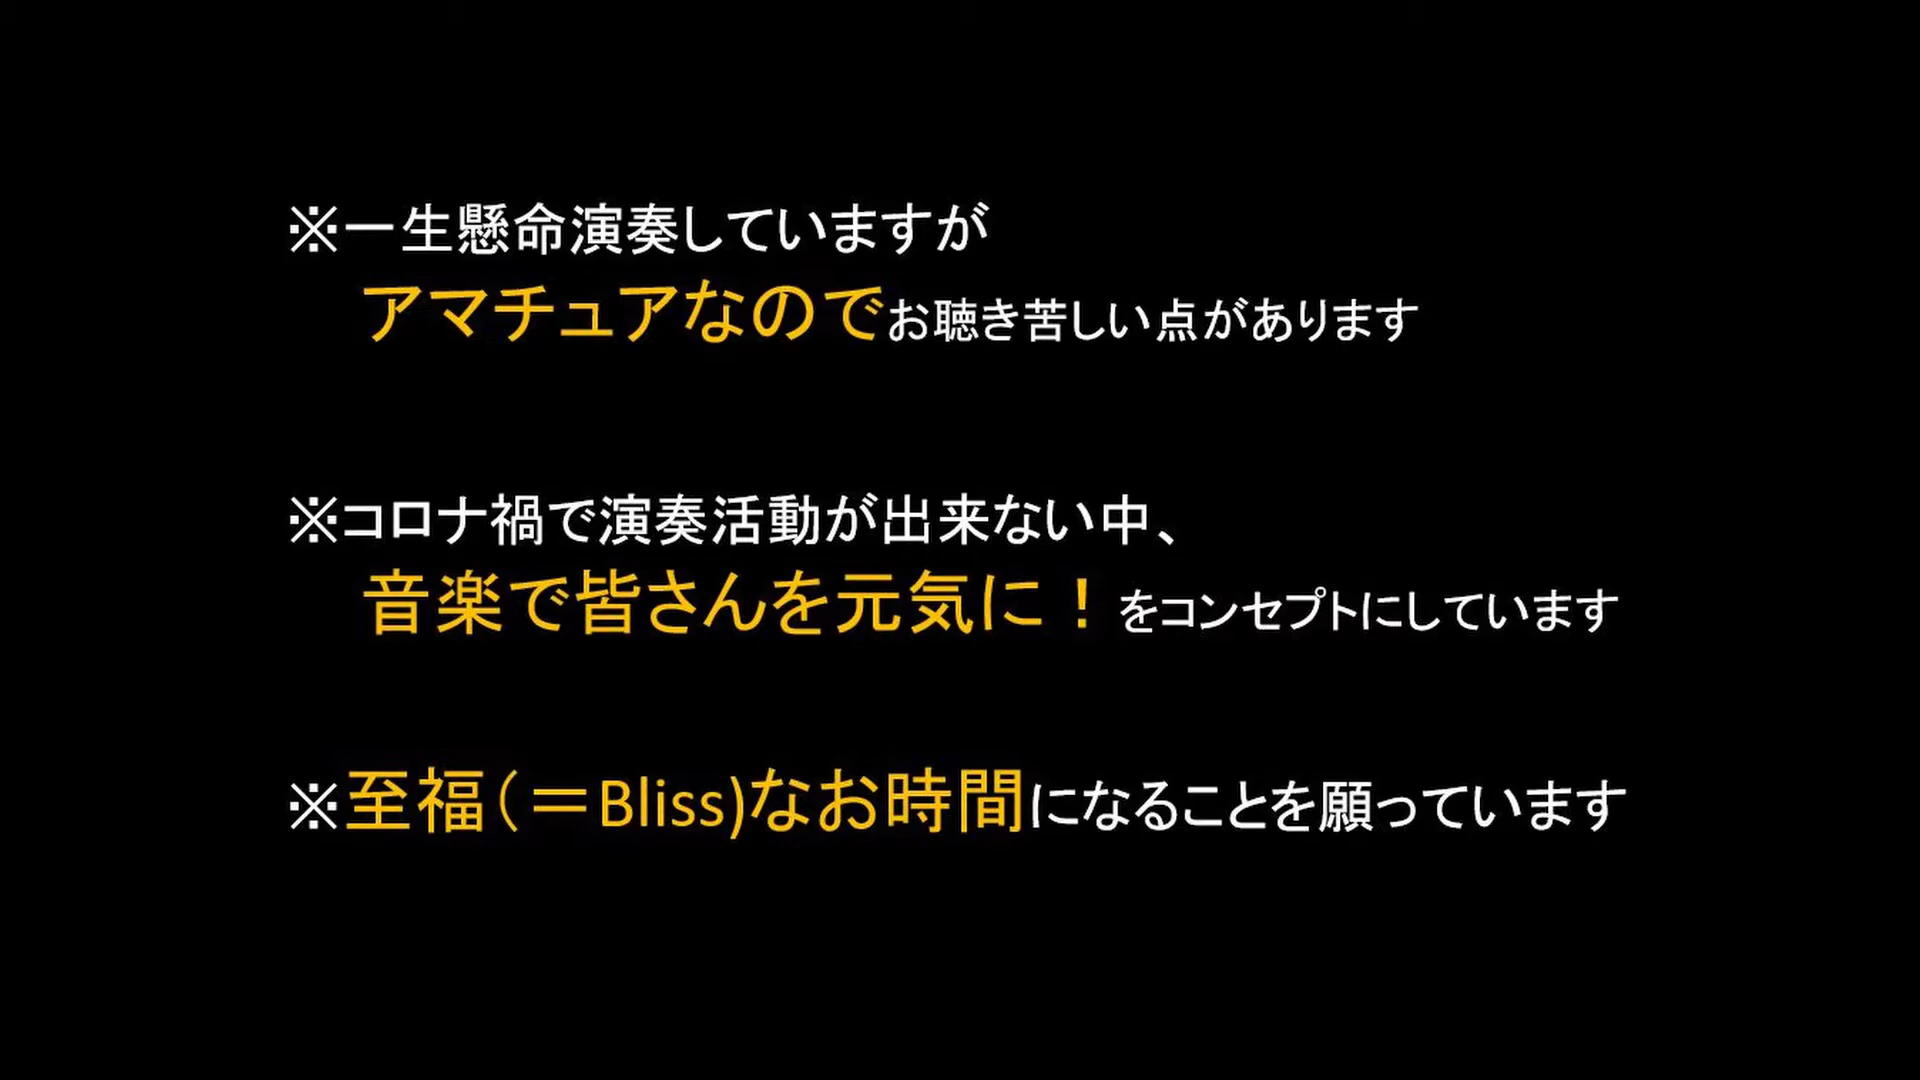 ※一生懸命演奏していますが
アマチュアなのでお聴き苦しい点があります
※コロナ禍で演奏活動が出来ない中、
音楽で皆さんを元気に！をコンセプトにしています
※至福（＝Bliss)なお時間になることを願っています